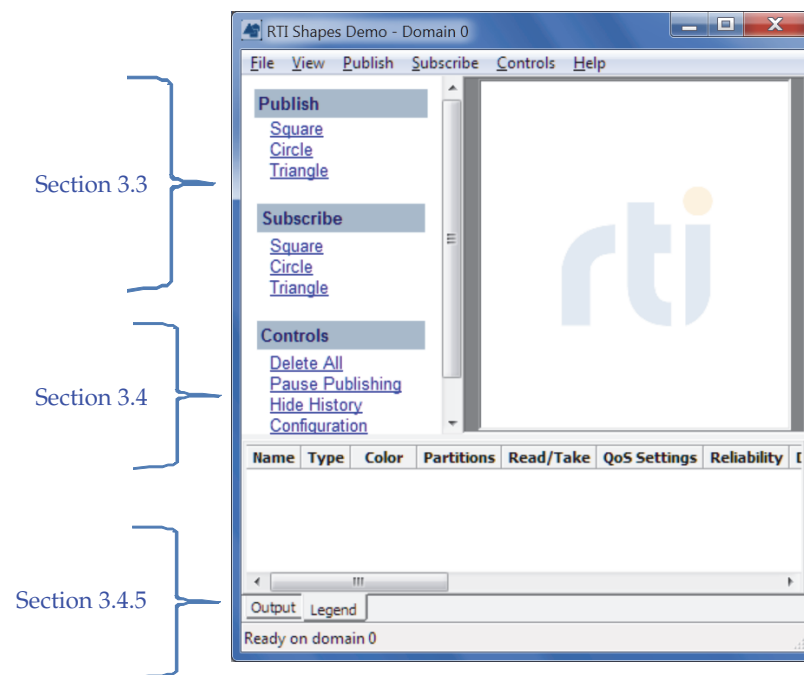 RTI Shapes Demo - Domain 0
File View Publish Subscribe Controls Help
Section 3.3
Publish
Square
Circle
Triangle
Subscribe
Square
Circle
Triangle
Section 3.4
Controls
Delete All
Pause Publishing
Hide History
Configuration
rti
Name Type Color Partitions Read/Take QoS Settings Reliability
Section 3.4.5
Output Legend
Ready on domain 0